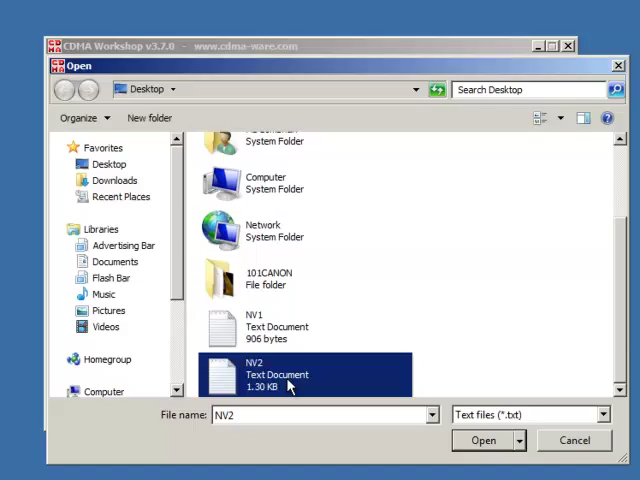 CDMA Workshop v3.7.0 - www.cdma-ware.com
Open
Desktop
Search Desktop
Organize
New folder
Favorites
Desktop
Downloads
Recent Places
Libraries
Advertising Bar
Documents
Flash Bar
Music
Pictures
Videos
Homegroup
Computer
System Folder
Computer
System Folder
Network
System Folder
101CANON
File folder
NV1
Text Document
906 bytes
NV2
Text Document
1.30 KB
File name:
NV2
Text files (*.txt)
Open
Cancel